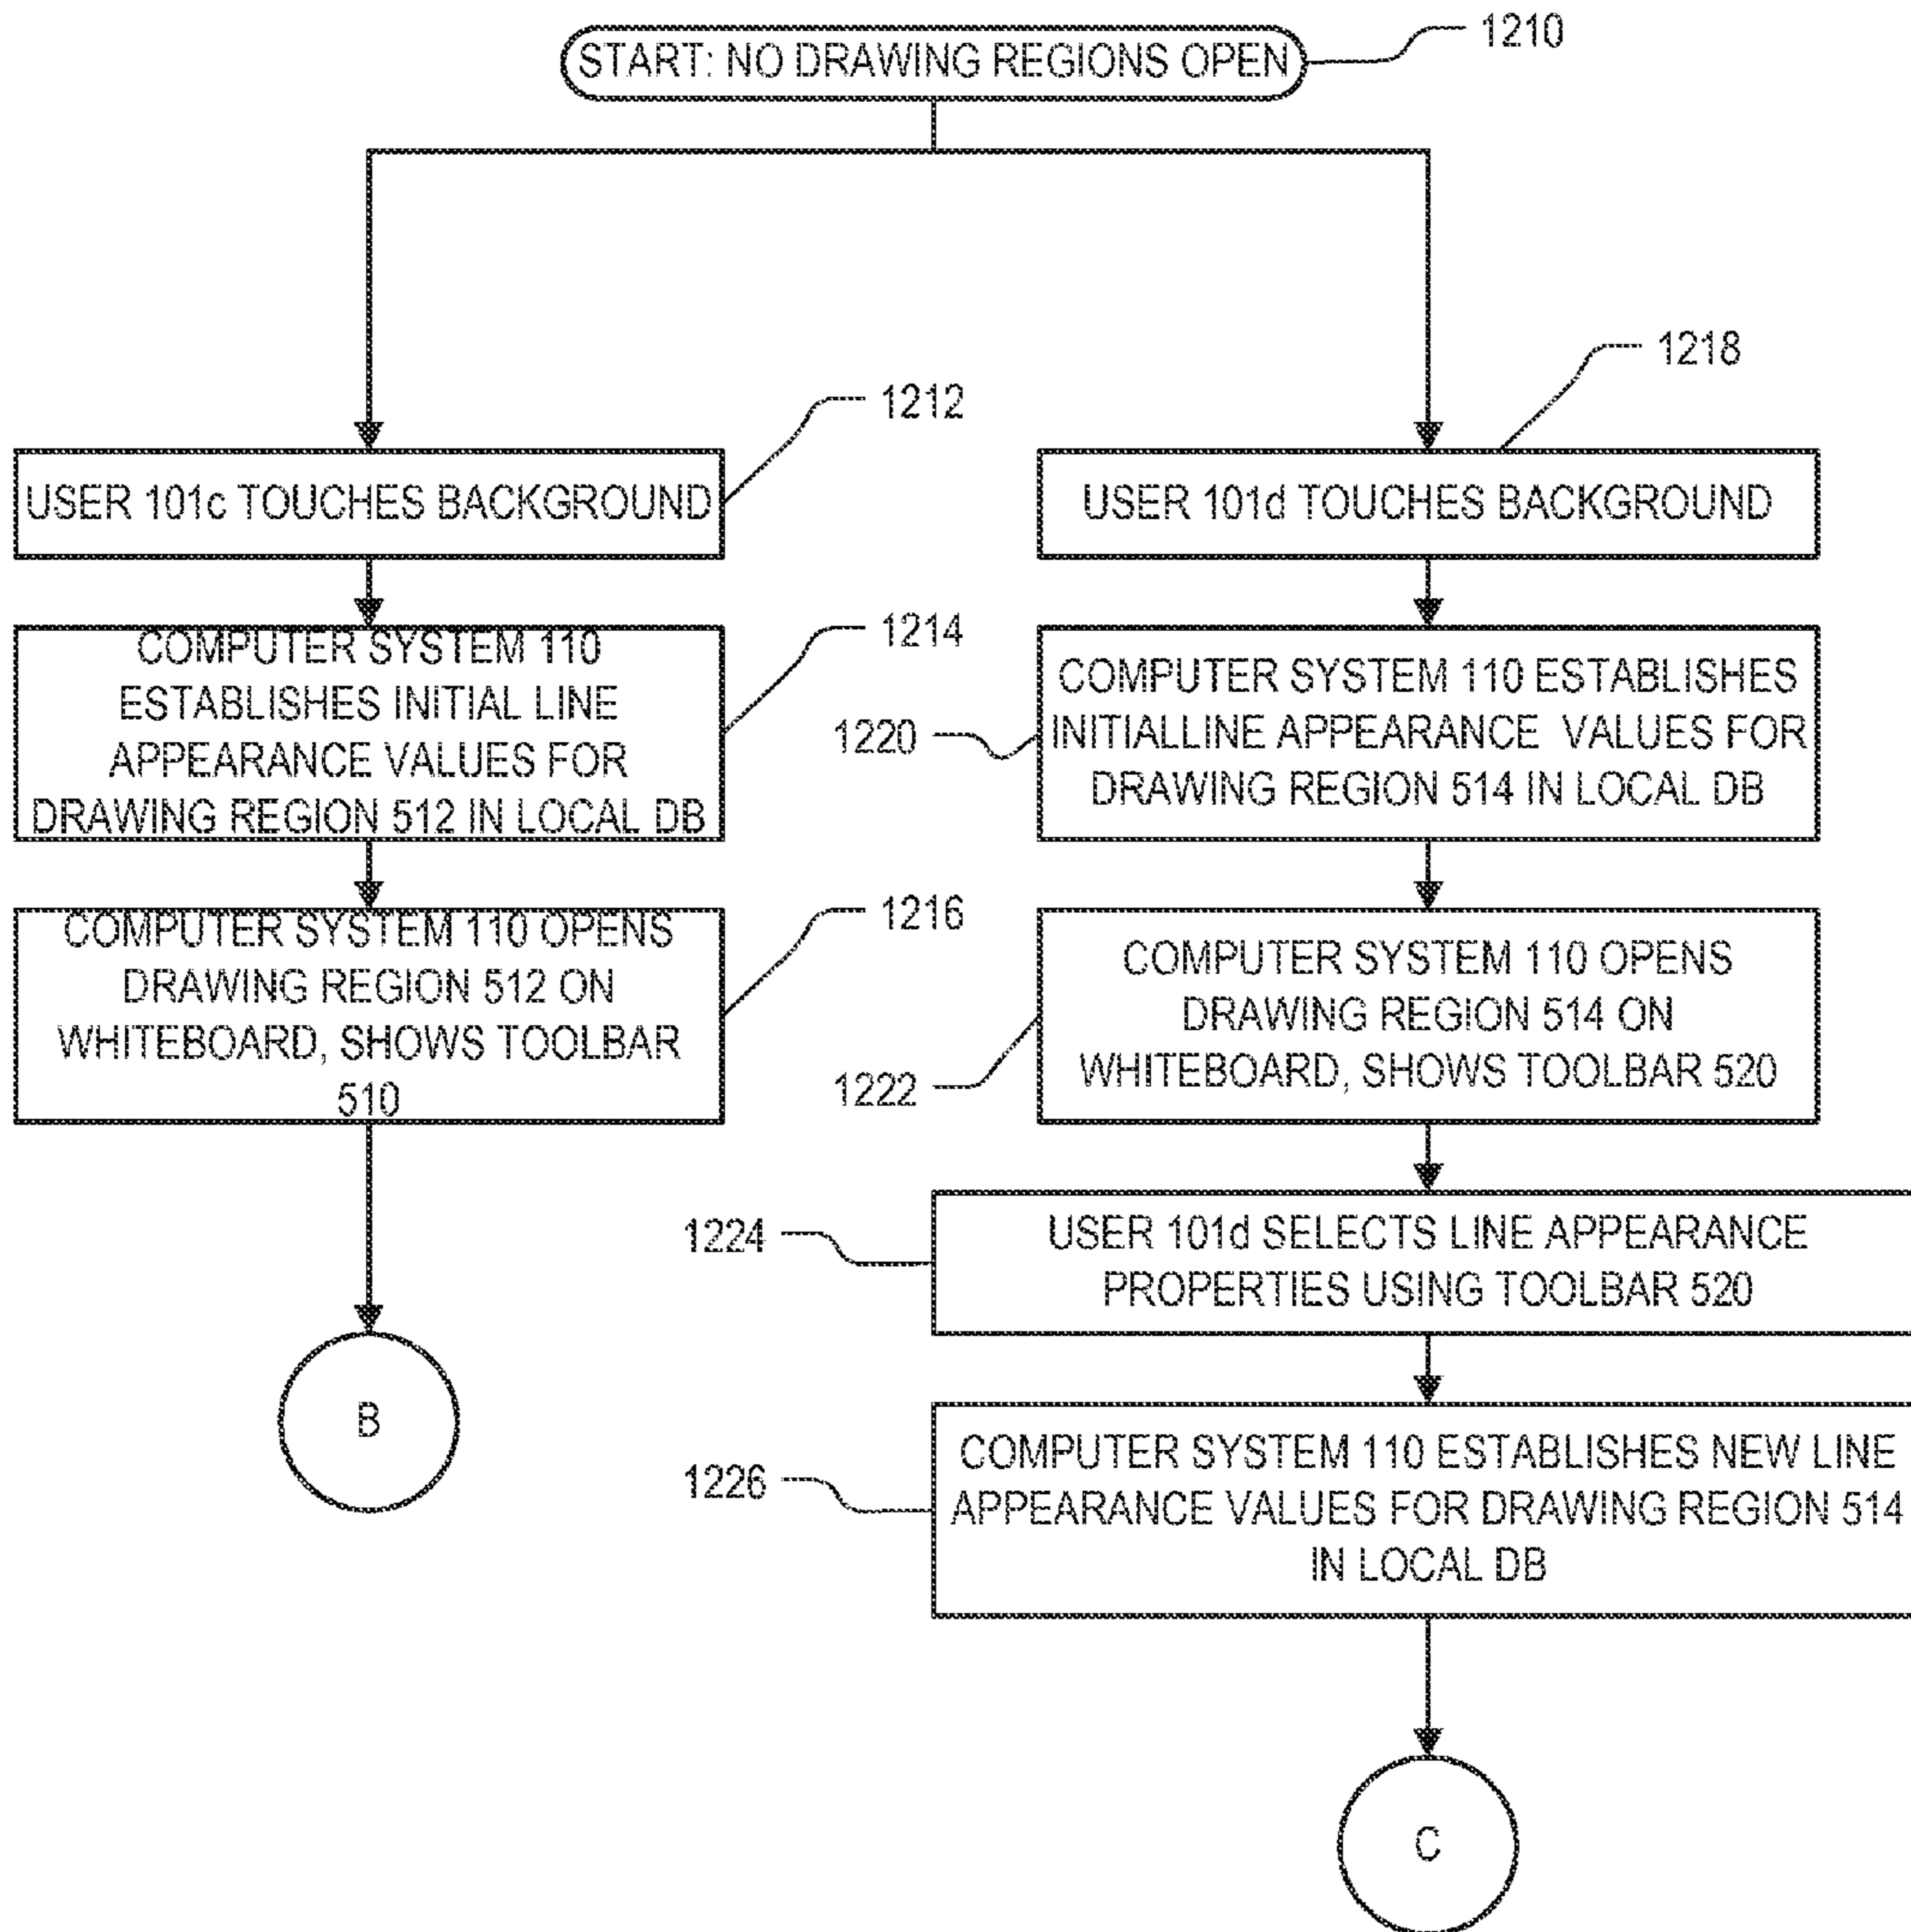 START: NO DRAWING REGIONS OPEN
1210
1218
1212
USER 101c TOUCHES BACKGROUND
USER 101d TOUCHES BACKGROUND
COMPUTER SYSTEM 110
ESTABLISHES INITIAL LINE
APPEARANCE VALUES FOR
DRAWING REGION 512 IN LOCAL DB
1214
1220
COMPUTER SYSTEM 110 ESTABLISHES
INITIALLINE APPEARANCE VALUES FOR
DRAWING REGION 514 IN LOCAL DB
COMPUTER SYSTEM 110 OPENS
DRAWING REGION 512 ON
WHITEBOARD, SHOWS TOOLBAR
510
1216
COMPUTER SYSTEM 110 OPENS
DRAWING REGION 514 ON
WHITEBOARD, SHOWS TOOLBAR 520
1222
1224
USER 101d SELECTS LINE APPEARANCE
PROPERTIES USING TOOLBAR 520
B
1226
COMPUTER SYSTEM 110 ESTABLISHES NEW LINE
APPEARANCE VALUES FOR DRAWING REGION 514
IN LOCAL DB
C